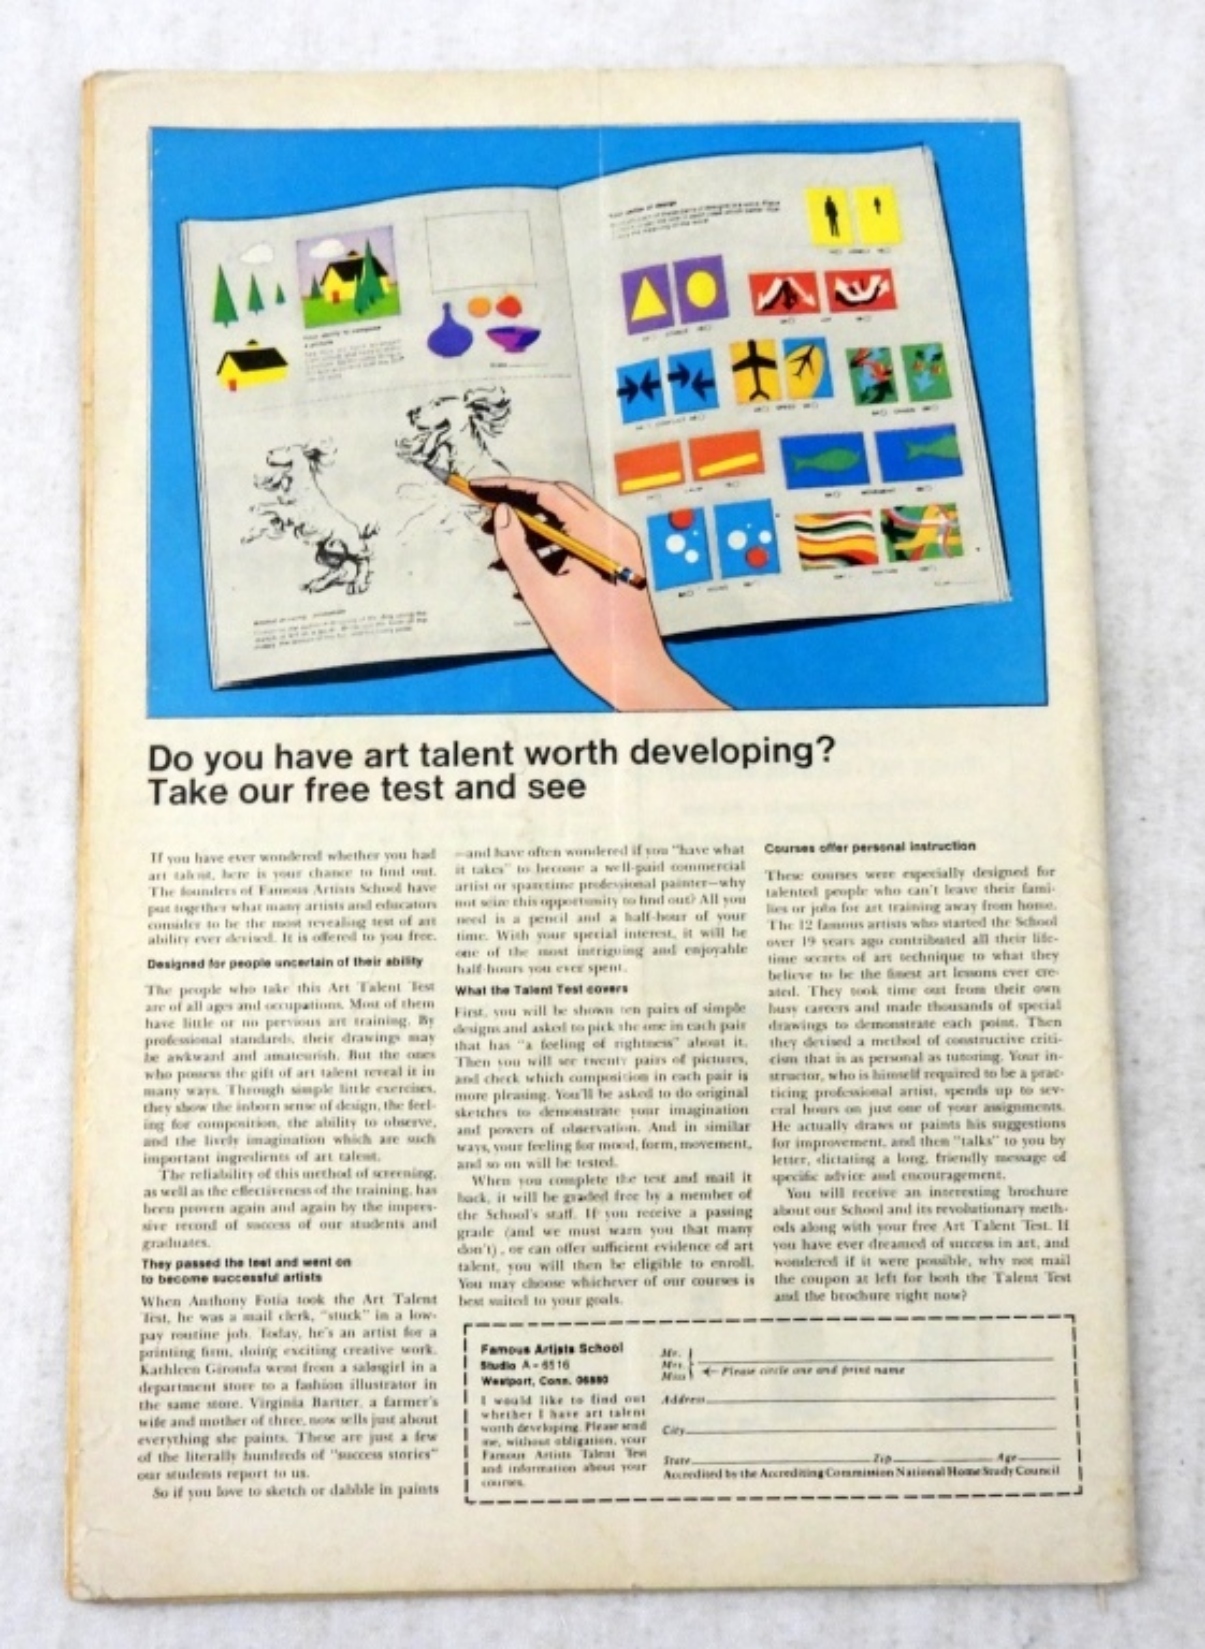 Your sense of design
Your ability to compose
a picture
Do you have art talent worth developing?
Take our free test and see
If you have ever wondered whether you had
art talent, here is your chance to find out.
The founders of Famous Artists School have
put together what many artists and educators
consider to be the most revealing test of art
ability ever devised. It is offered to you free.
Designed for people uncertain of their ability
The people who take this Art Talent Test
are of all ages and occupations. Most of them
have little or no previous art training. By
professional standards, their drawings may
be awkward and amateurish. But the ones
who possess the gift of art talent reveal it in
many ways. Through simple little exercises,
they show the inborn sense of design, the feel-
ing for composition, the ability to observe,
and the lively imagination which are such
important ingredients of art talent.
The reliability of this method of screening,
as well as the effectiveness of the training, has
been proven again and again by the impres-
sive record of success of our students and
graduates.
They passed the test and went on
to become successful artists
When Anthony Fotia took the Art Talent
Test, he was a mail clerk, "stuck" in a low-
pay routine job. Today, he's an artist for a
printing firm, doing exciting creative work.
Kathleen Gironda went from a salesgirl in a
department store to a fashion illustrator in
the same store. Virginia Bartter, a farmer's
wife and mother of three, now sells just about
everything she paints. These are just a few
of the literally hundreds of "success stories"
our students report to us.
So if you love to sketch or dabble in paints
—and have often wondered if you "have what
it takes" to become a well-paid commercial
artist or sparetime professional painter—why
not seize this opportunity to find out? All you
need is a pencil and a half-hour of your
time. With your special interest, it will be
one of the most intriguing and enjoyable
half-hours you ever spent.
What the Talent Test covers
First, you will be shown ten pairs of simple
designs and asked to pick the one in each pair
that has "a feeling of rightness" about it.
Then you will see twenty pairs of pictures,
and check which composition in each pair is
more pleasing. You'll be asked to do original
sketches to demonstrate your imagination
and powers of observation. And in similar
ways, your feeling for mood, form, movement,
and so on will be tested.
When you complete the test and mail it
back, it will be graded free by a member of
the School's staff. If you receive a passing
grade (and we must warn you that many
don't), or can offer sufficient evidence of art
talent, you will then be eligible to enroll.
You may choose whichever of our courses is
best suited to your goals.
Courses offer personal instruction
These courses were especially designed for
talented people who can't leave their fami-
lies or jobs for art training away from home.
The 12 famous artists who started the School
over 19 years ago contributed all their life-
time secrets of art technique to what they
believe to be the finest art lessons ever cre-
ated. They took time out from their own
busy careers and made thousands of special
drawings to demonstrate each point. Then
they devised a method of constructive criti-
cism that is as personal as tutoring. Your in-
structor, who is himself required to be a prac-
ticing professional artist, spends up to sev-
eral hours on just one of your assignments.
He actually draws or paints his suggestions
for improvement, and then "talks" to you by
letter, dictating a long, friendly message of
specific advice and encouragement.
You will receive an interesting brochure
about our School and its revolutionary meth-
ods along with your free Art Talent Test. If
you have ever dreamed of success in art, and
wondered if it were possible, why not mail
the coupon at left for both the Talent Test
and the brochure right now?
Famous Artists School
Studio A-6516
Westport, Conn. 06880
I would like to find out
whether I have art talent
worth developing. Please send
me, without obligation, your
Famous Artists Talent Test
and information about your
courses.
Mr.
Mrs.
Miss
Please circle one and print name
Address
City
State Zip Age
Accredited by the Accrediting Commission National Home Study Council